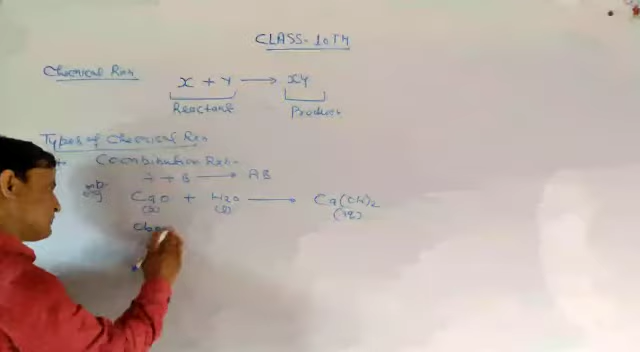 CLASS-10TH
Chemical Rxn
X + Y → XY
Reactant
Product
Types of Chemical Rxn
Combination Rxn-
A + B → AB
CaO + H2O → Ca(OH)2
(s) (l) (aq)